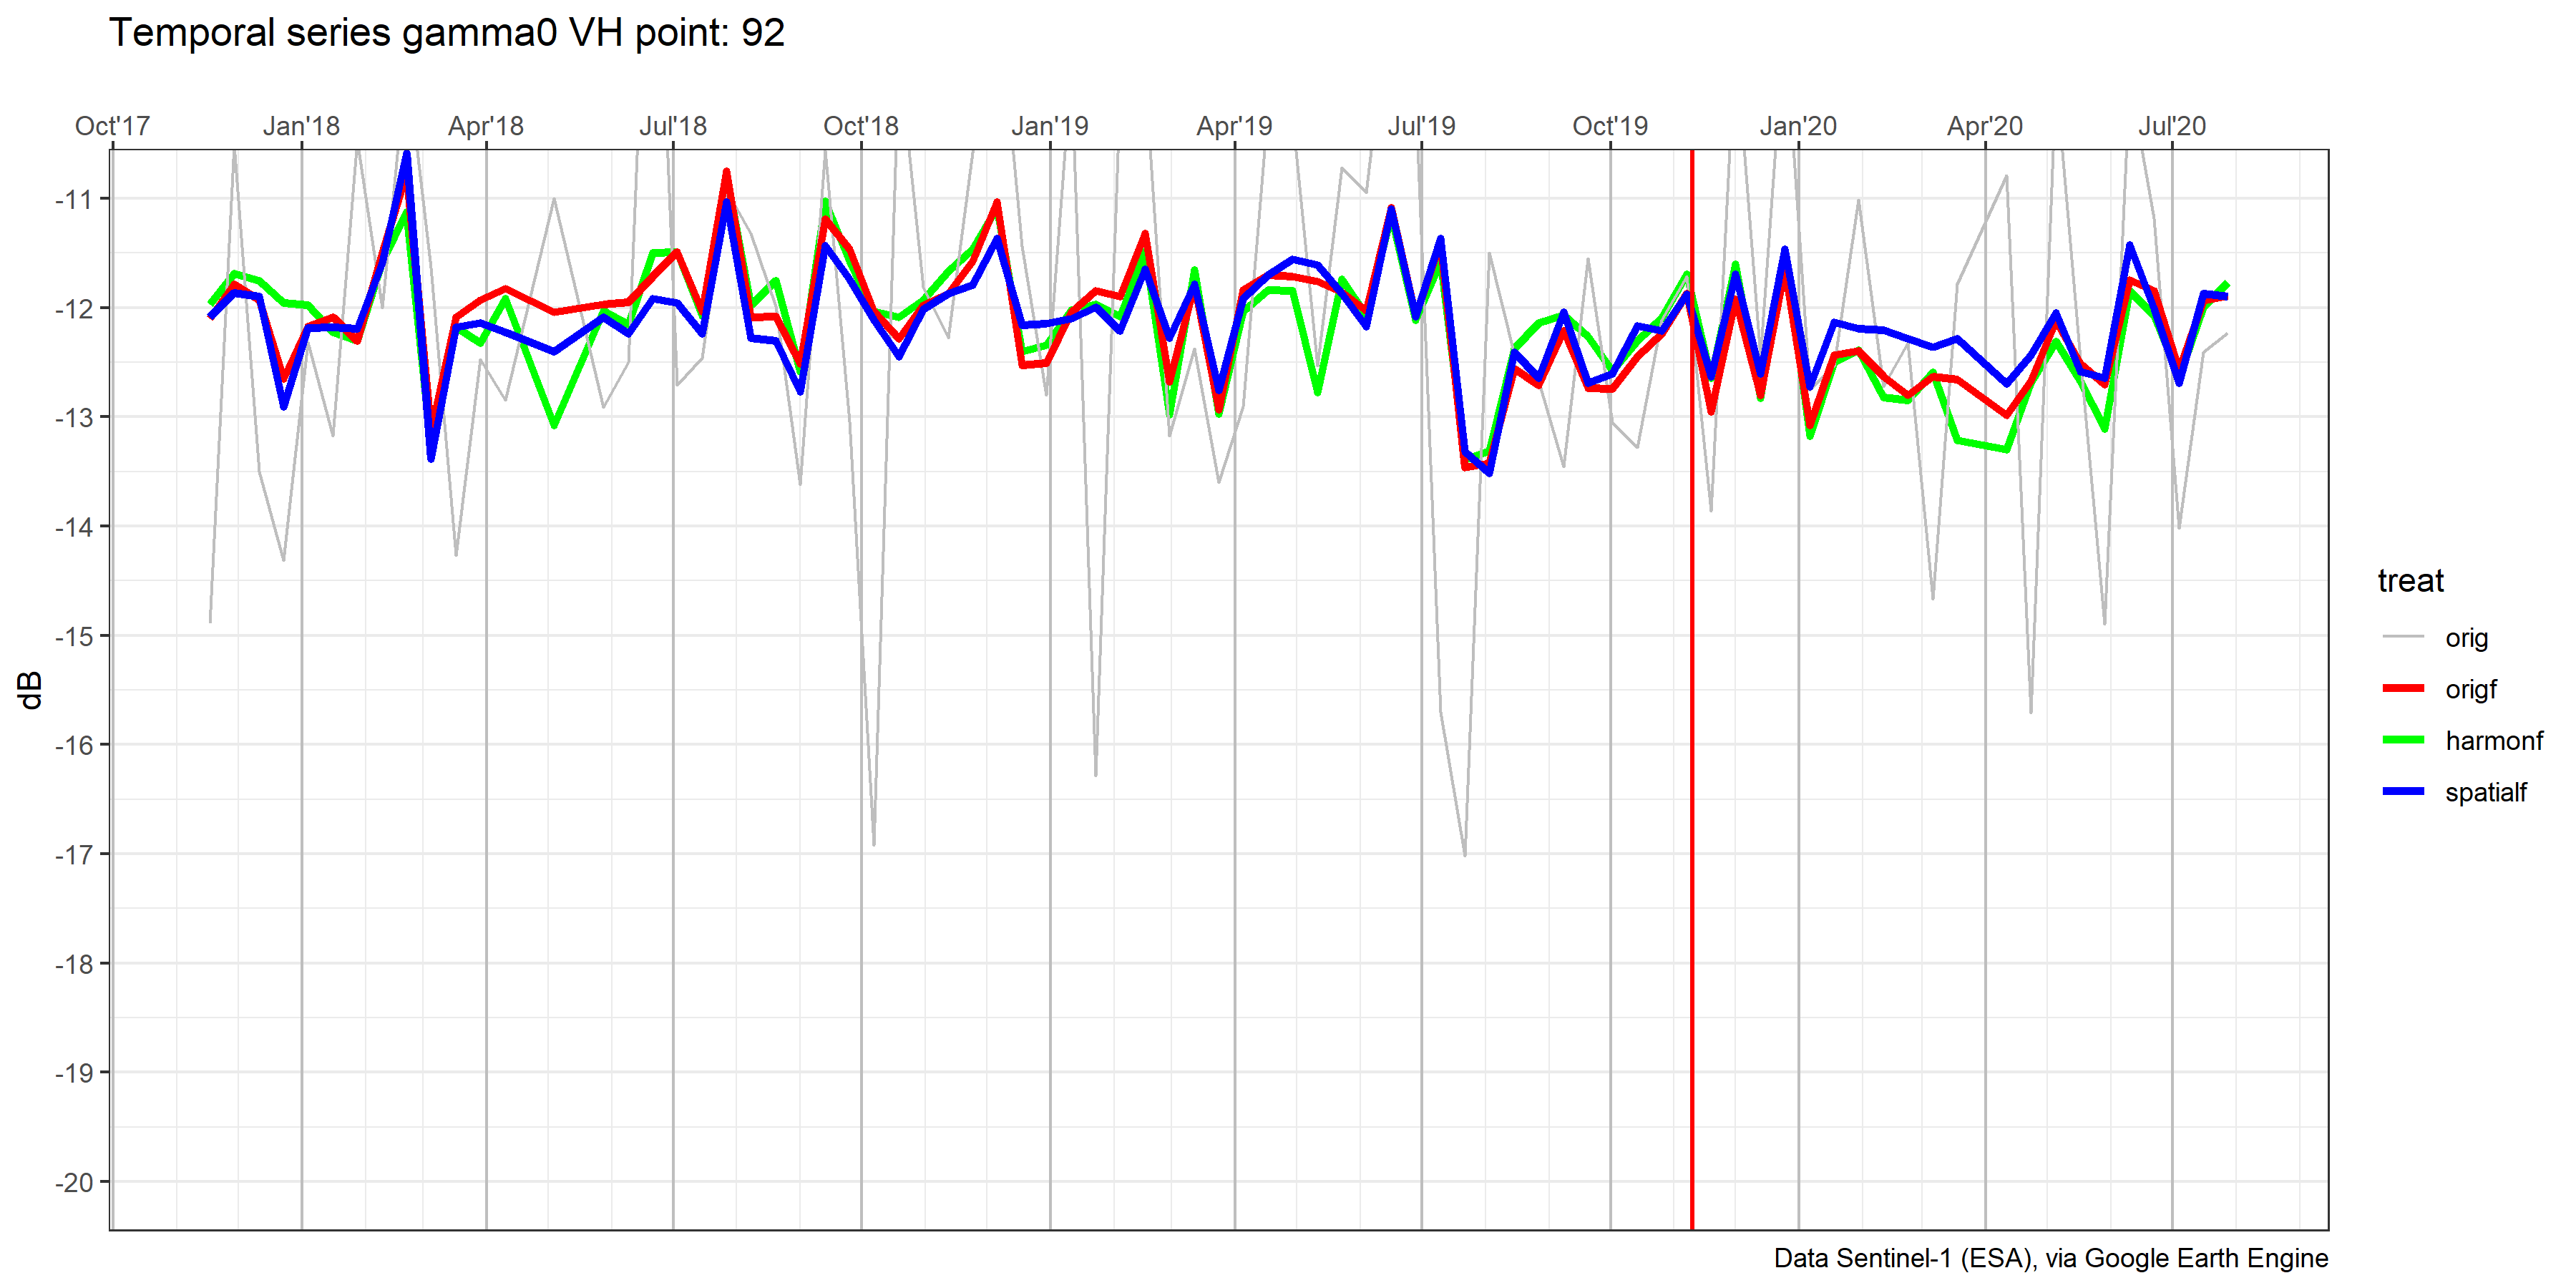 Temporal series gamma0 VH point: 92
Oct'17 Jan'18 Apr'18 Jul'18 Oct'18 Jan'19 Apr'19 Jul'19 Oct'19 Jan'20 Apr'20 Jul'20
-11
-12
-13
-14
-15
-16
-17
-18
-19
-20
dB
treat
orig
origf
harmonf
spatialf
Data Sentinel-1 (ESA), via Google Earth Engine